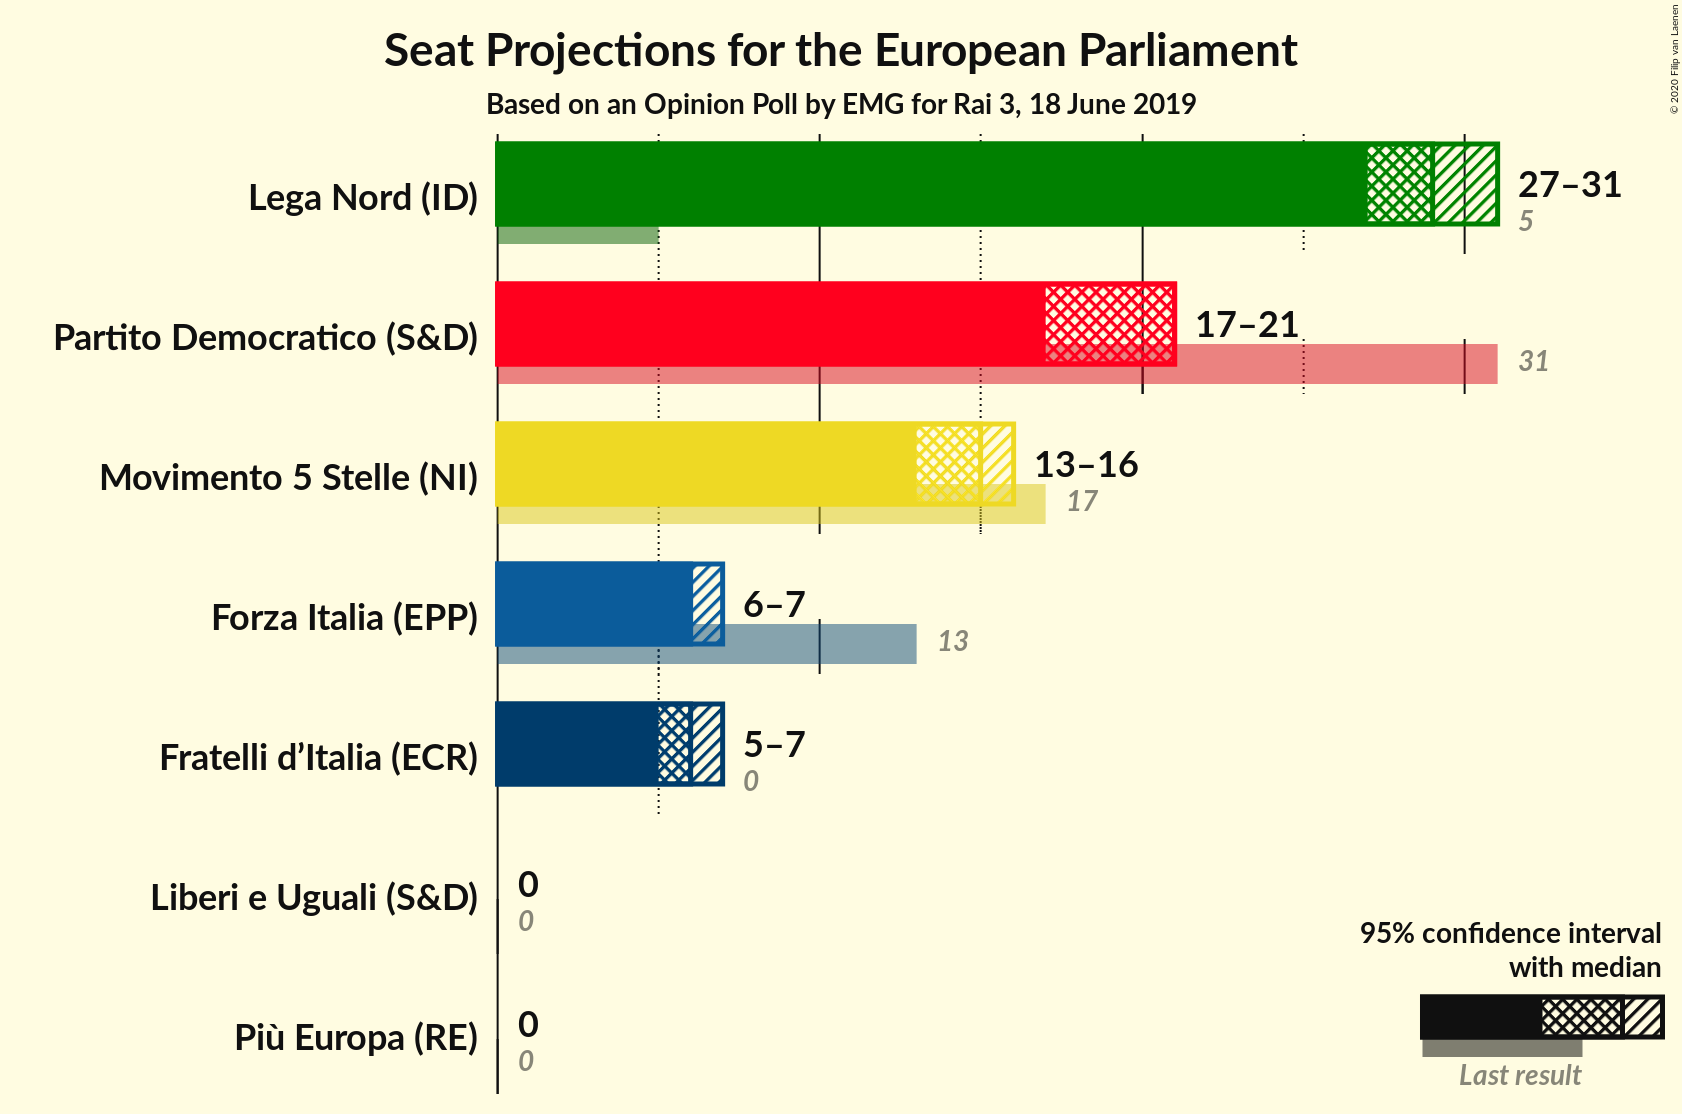 Seat Projections for the European Parliament
Based on an Opinion Poll by EMG for Rai 3, 18 June 2019
© 2020 Filip van Laenen
Lega Nord (ID)
27–31
5
Partito Democratico (S&D)
17–21
31
Movimento 5 Stelle (NI)
13–16
17
Forza Italia (EPP)
6–7
13
Fratelli d’Italia (ECR)
5–7
0
Liberi e Uguali (S&D)
0
0
Più Europa (RE)
0
0
95% confidence interval
with median
Last result